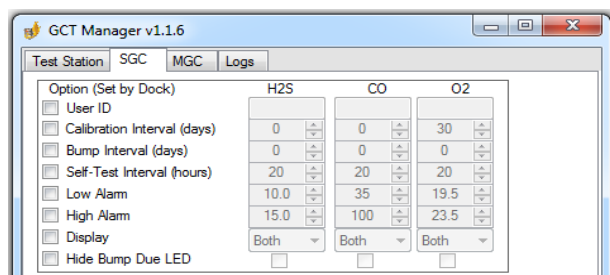 GCT Manager v1.1.6
Test Station SGC MGC Logs
Option (Set by Dock) H2S CO O2
User ID
Calibration Interval (days) 0 0 30
Bump Interval (days) 0 0 0
Self-Test Interval (hours) 20 20 20
Low Alarm 10.0 35 19.5
High Alarm 15.0 100 23.5
Display Both Both Both
Hide Bump Due LED